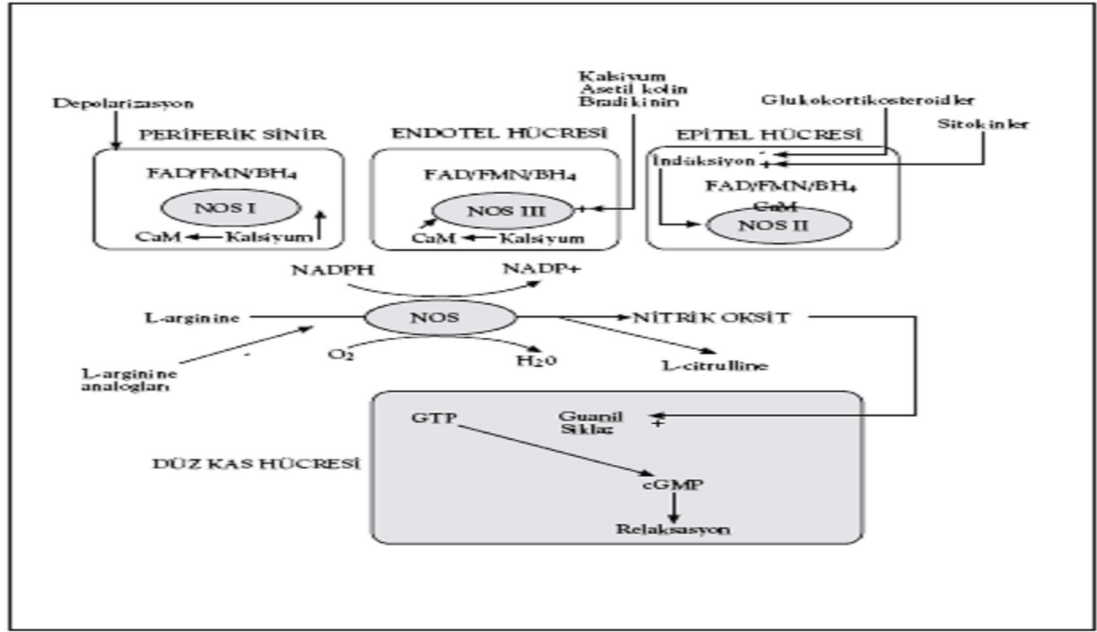 Kalsiyum
Asetil kolin
Bradikinin
Depolarizasyon
Glukokortikosteroidler
Sitokinler
PERİFERİK SİNİR
ENDOTEL HÜCRESİ
EPİTEL HÜCRESİ
FAD/FMN/BH4
NOS I
CaM
Kalsiyum
FAD/FMN/BH4
NOS III
+
CaM
Kalsiyum
İndüksiyon
-
+
FAD/FMN/BH4
CaM
NOS II
NADPH
NADP+
L-arginine
NOS
NİTRİK OKSİT
O2
H20
L-citrulline
-
L-arginine
analogları
GTP
Guanil
Siklaz
+
DÜZ KAS HÜCRESİ
cGMP
Relaksasyon